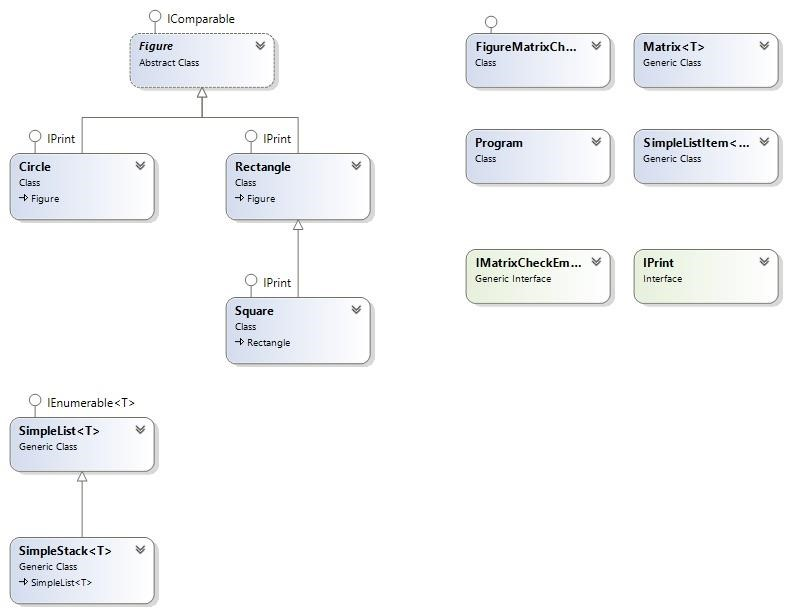 IComparable
Figure
Abstract Class
IPrint
Circle
Class
Figure
IPrint
Rectangle
Class
Figure
IPrint
Square
Class
Rectangle
IEnumerable<T>
SimpleList<T>
Generic Class
SimpleStack<T>
Generic Class
SimpleList<T>
FigureMatrixCh...
Class
Matrix<T>
Generic Class
Program
Class
SimpleListItem<...
Generic Class
IMatrixCheckEm...
Generic Interface
IPrint
Interface